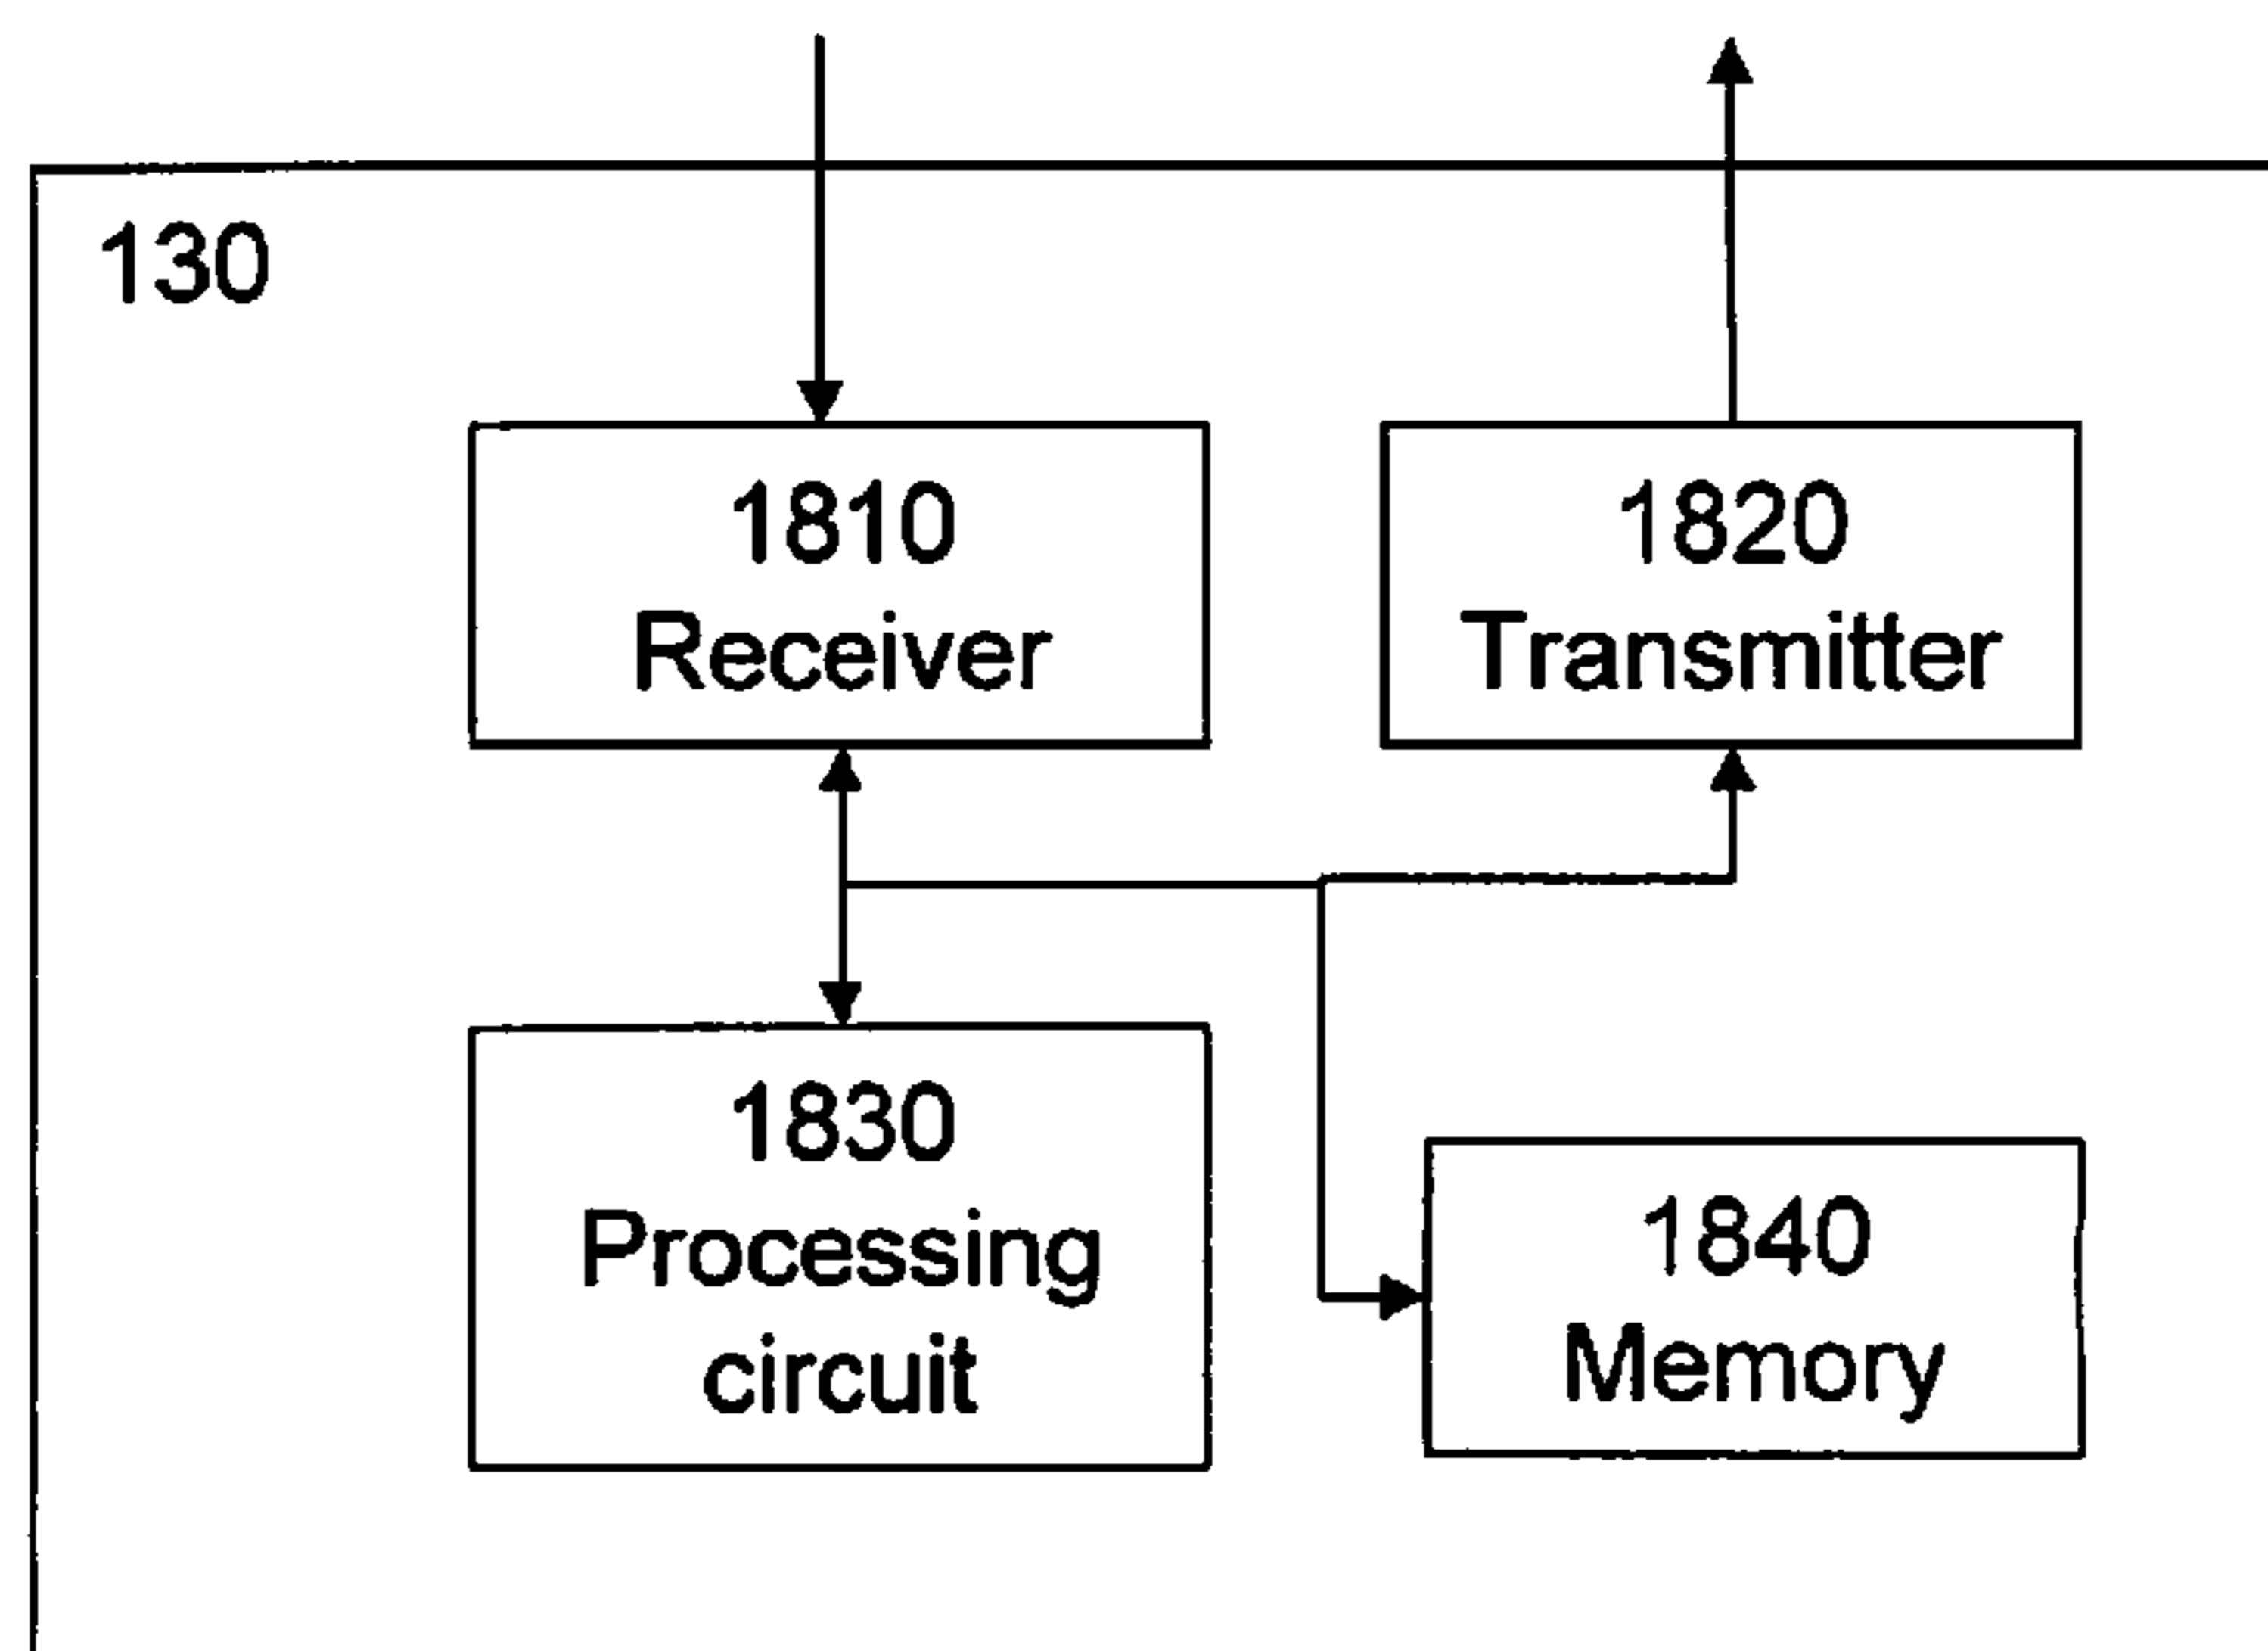 130
1810
Receiver
1820
Transmitter
1830
Processing
circuit
1840
Memory